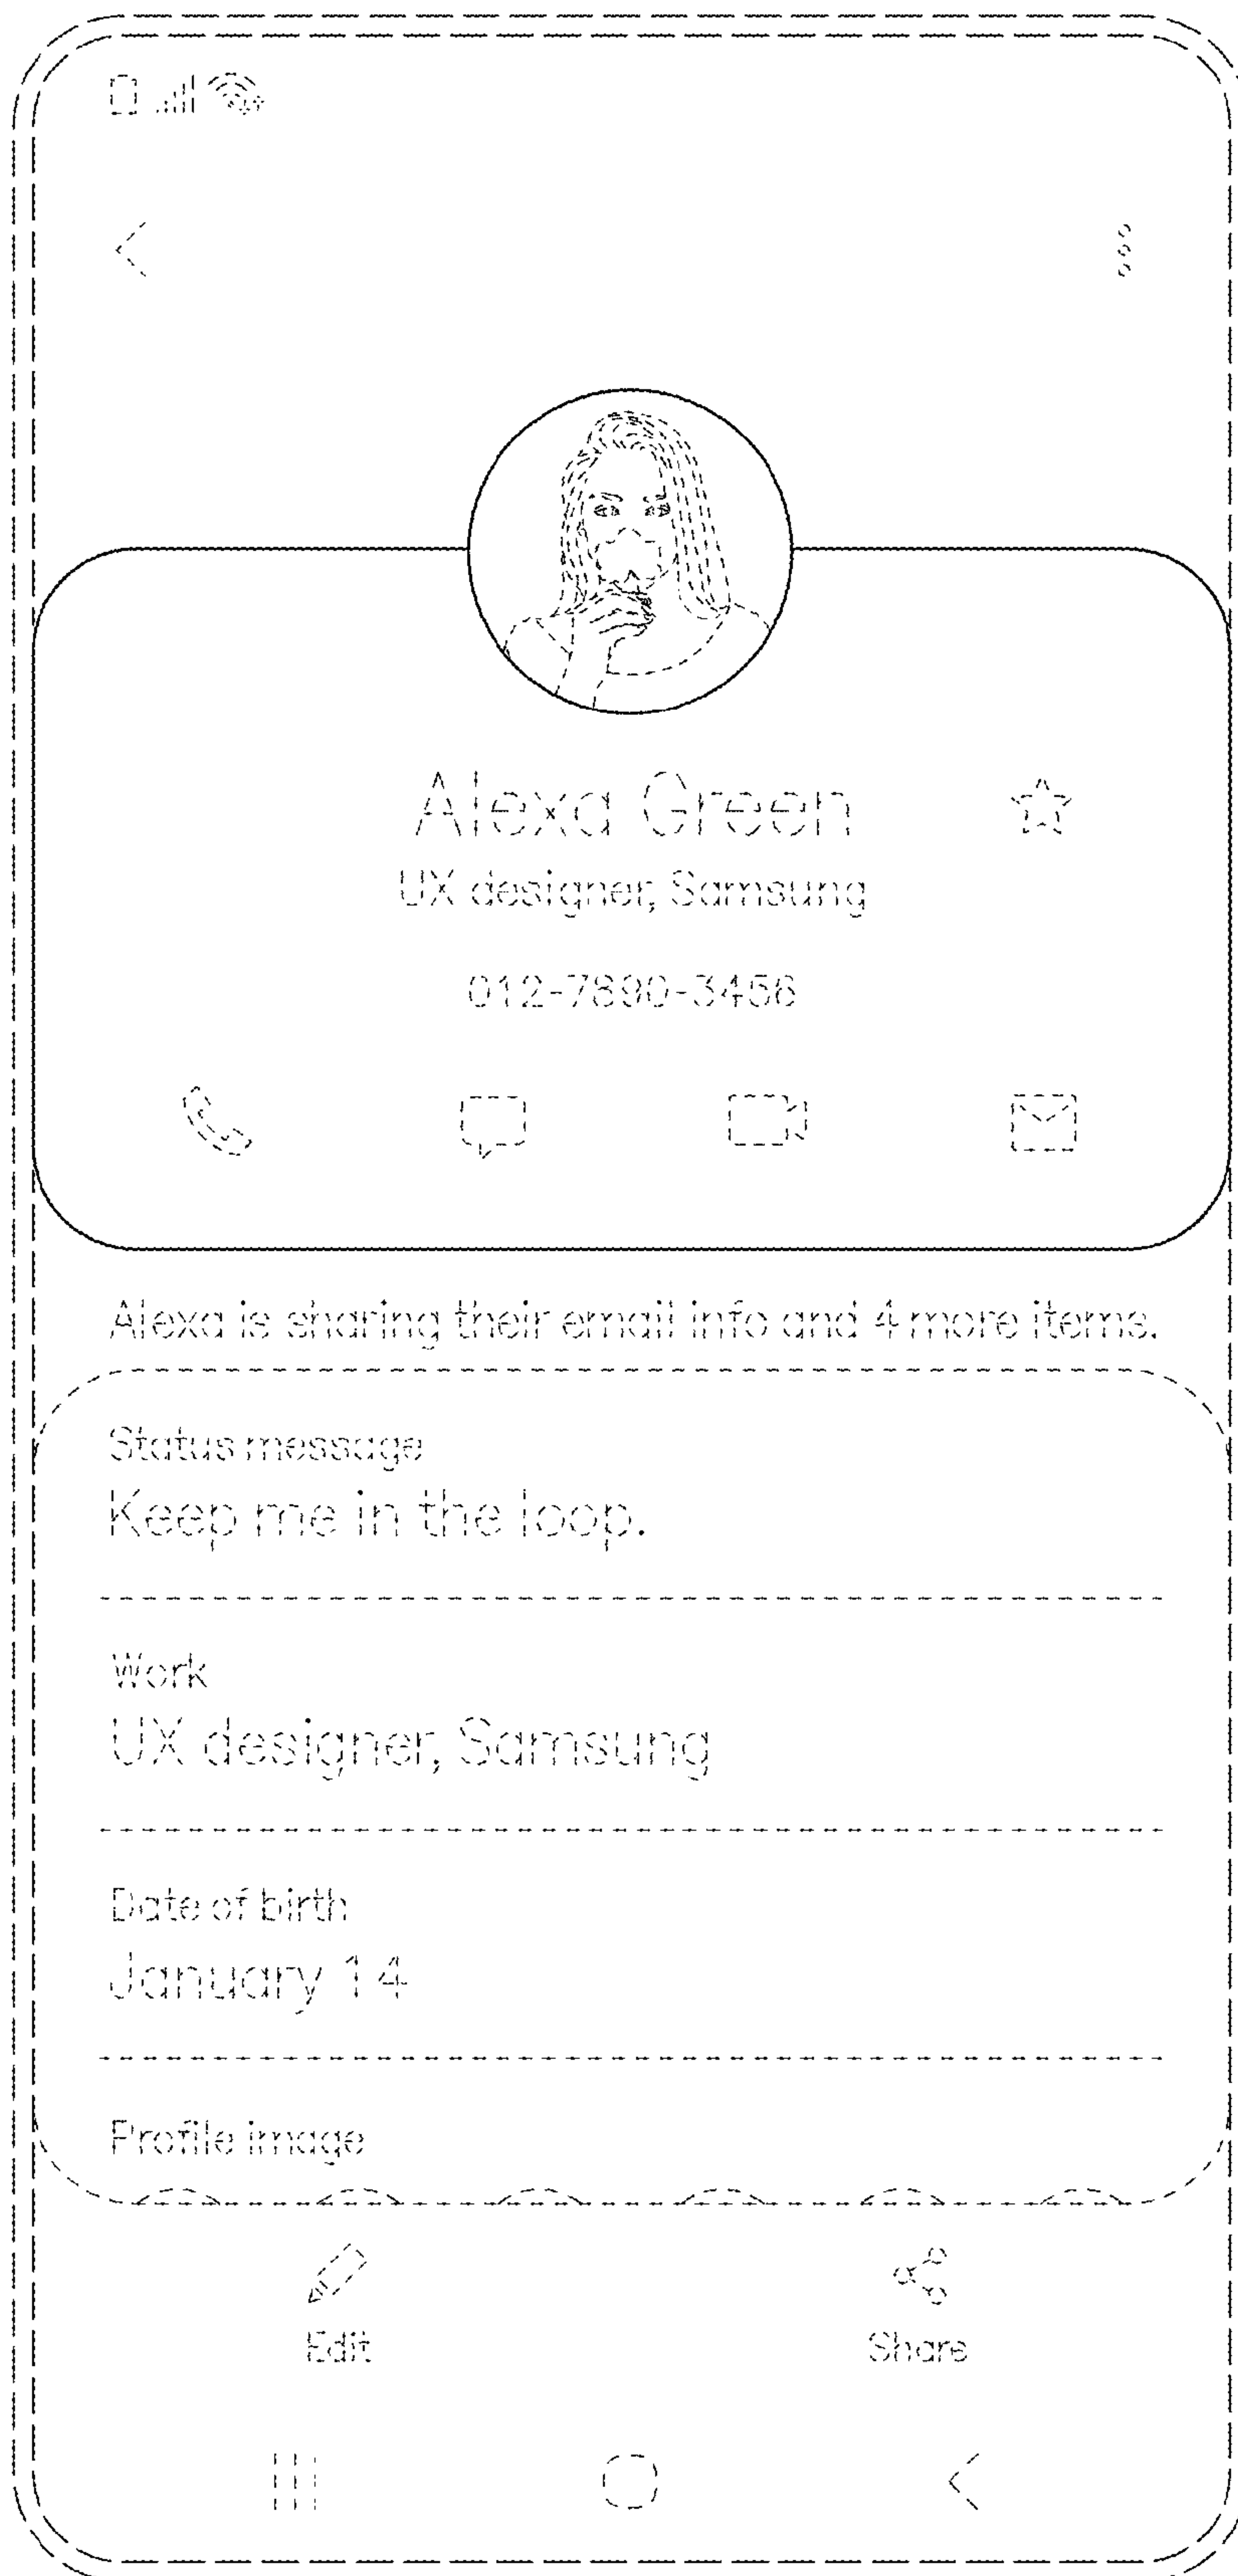 Alexa Green
UX designer, Samsung
012-7890-3456
Alexa is sharing their email info and 4 more items.
Status message
Keep me in the loop.
Work
UX designer, Samsung
Date of birth
January 14
Profile image
Edit
Share